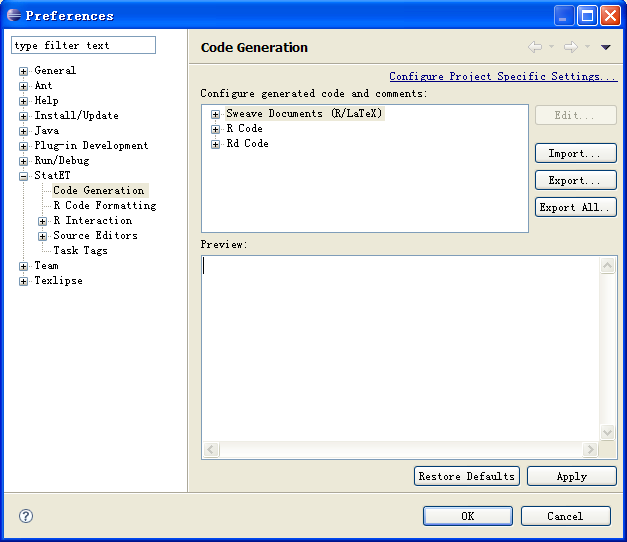 Preferences
type filter text
General
Ant
Help
Install/Update
Java
Plug-in Development
Run/Debug
StatET
Code Generation
R Code Formatting
R Interaction
Source Editors
Task Tags
Team
Texlipse
Code Generation
Configure Project Specific Settings...
Configure generated code and comments:
Sweave Documents (R/LaTeX)
R Code
Rd Code
Edit...
Import...
Export...
Export All..
Preview:
Restore Defaults
Apply
OK
Cancel